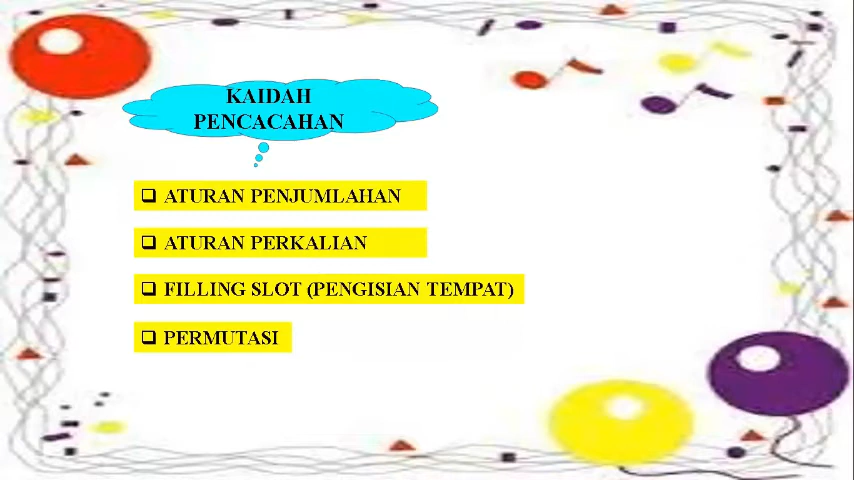 KAIDAH
PENCACAHAN
ATURAN PENJUMLAHAN
ATURAN PERKALIAN
FILLING SLOT (PENGISIAN TEMPAT)
PERMUTASI